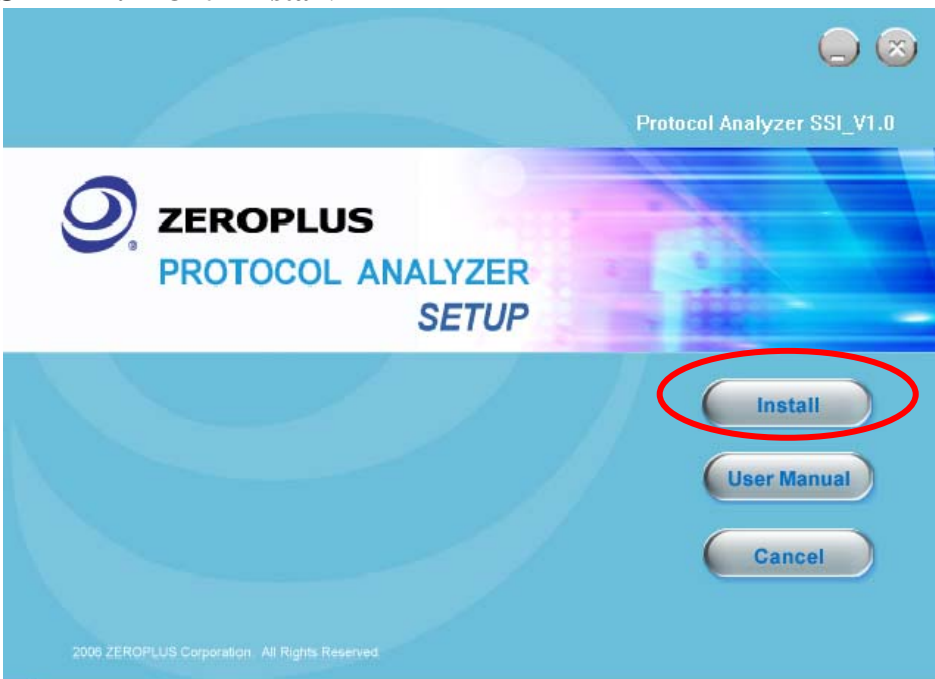 Protocol Analyzer SSI_V1.0
ZEROPLUS
®
PROTOCOL ANALYZER
SETUP
Install
User Manual
Cancel
2006 ZEROPLUS Corporation. All Rights Reserved.